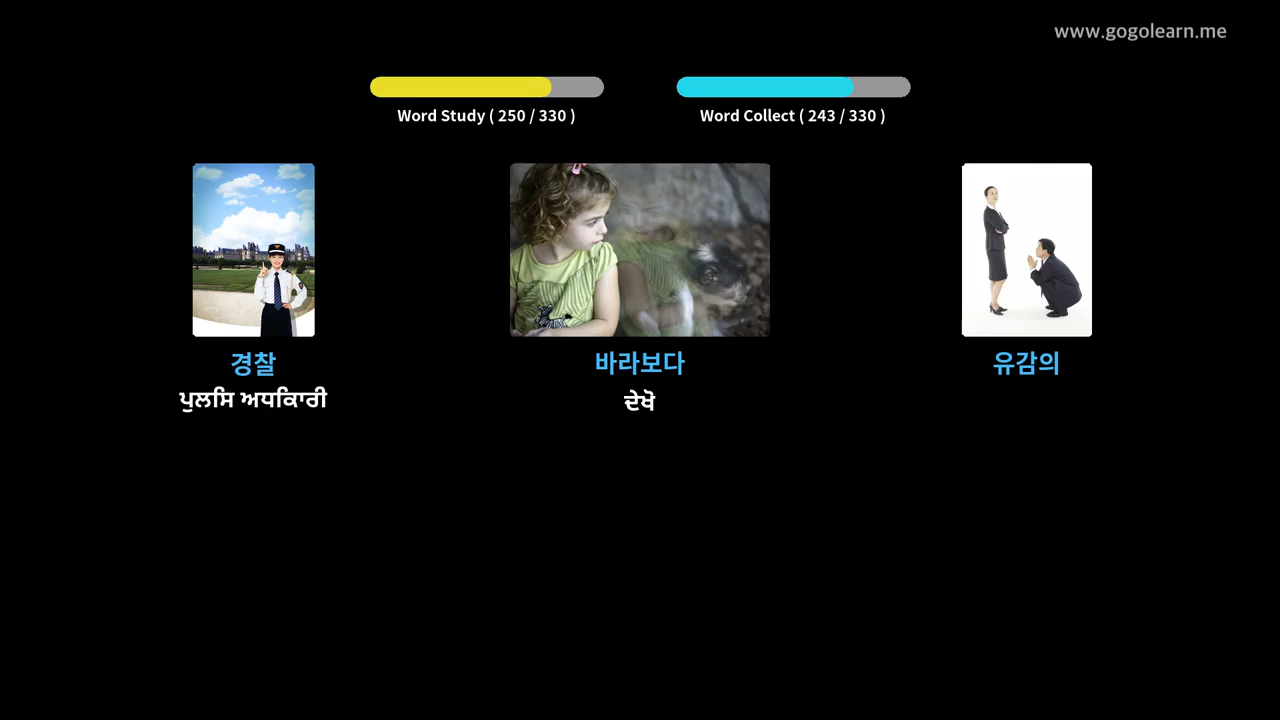 www.gogolearn.me
Word Study ( 250 / 330 )
Word Collect ( 243 / 330 )
경찰
바라보다
유감의
ਪੁਲਸਿ ਅਧਕਿਾਰੀ
ਦੇਖੋ